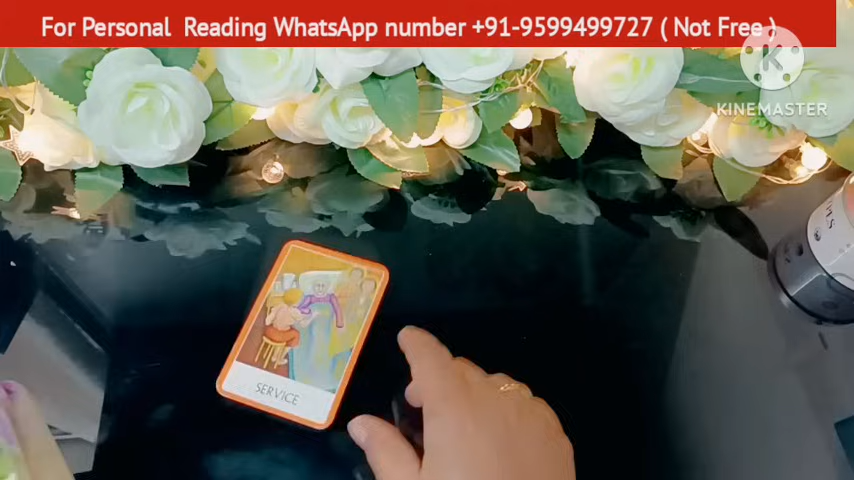 For Personal Reading WhatsApp number +91-9599499727 ( Not Free )
K
KINEMASTER
SERVICE